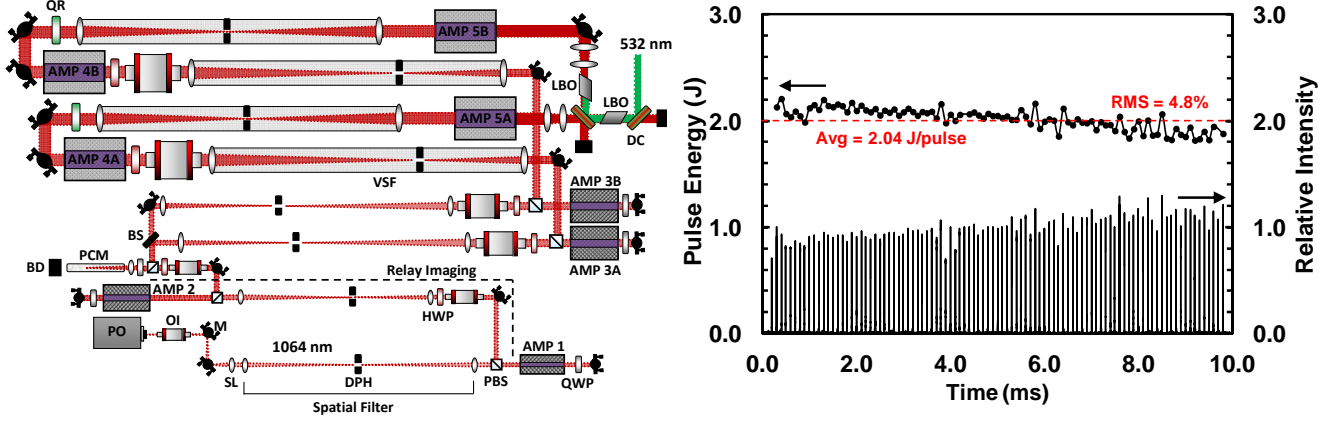 QR
AMP 5B
532 nm
AMP 4B
LBO
LBO
AMP 5A
DC
AMP 4A
VSF
AMP 3B
BS
AMP 3A
PCM
BD
Relay Imaging
AMP 2
HWP
PO
OI
M
1064 nm
AMP 1
SL
DPH
PBS
QWP
Spatial Filter
3.0
2.0
1.0
0.0
Pulse Energy (J)
RMS = 4.8%
Avg = 2.04 J/pulse
3.0
2.0
1.0
0.0
Relative Intensity
0.0
2.0
4.0
6.0
8.0
10.0
Time (ms)